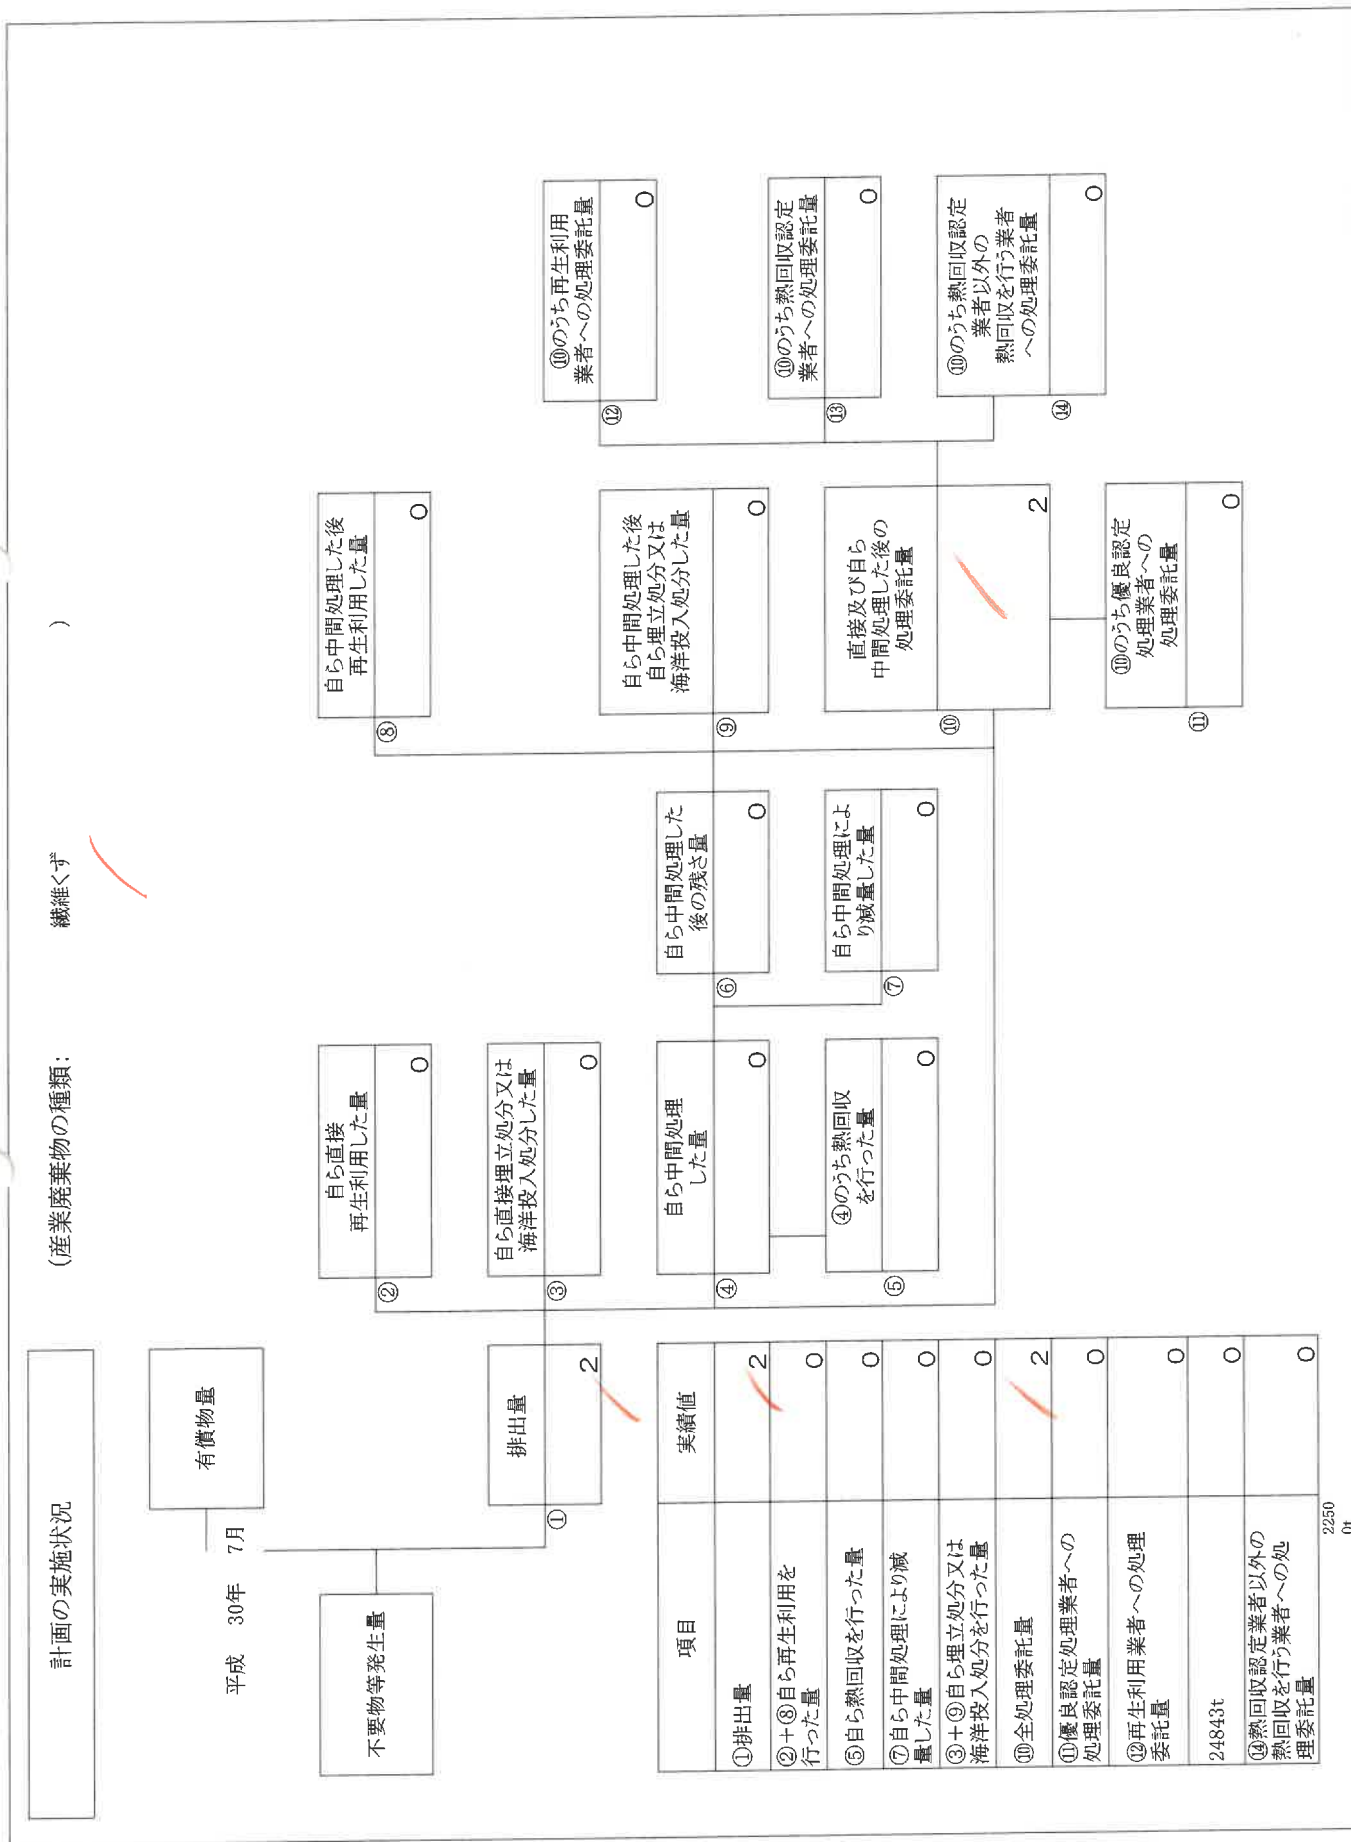 計画の実施状況
(産業廃棄物の種類: 繊維くず )
有償物量
平成 30年 7月
不要物等発生量
①
排出量
2
②
自ら直接
再生利用した量
0
③
自ら直接埋立処分又は
海洋投入処分した量
0
④
自ら中間処理
した量
0
⑤
④のうち熱回収
を行った量
0
⑥
自ら中間処理した
後の残さ量
0
⑦
自ら中間処理によ
り減量した量
0
⑧
自ら中間処理した後
再生利用した量
0
⑨
自ら中間処理した後
自ら埋立処分又は
海洋投入処分した量
0
⑩
直接及び自ら
中間処理した後の
処理委託量
2
⑪
⑩のうち優良認定
処理業者への
処理委託量
0
⑫
⑩のうち再生利用
業者への処理委託量
0
⑬
⑩のうち熱回収認定
業者への処理委託量
0
⑭
⑩のうち熱回収認定
業者以外の
熱回収を行う業者
への処理委託量
0
項目 実績値
①排出量 2
②+⑧自ら再生利用を
行った量 0
⑤自ら熱回収を行った量 0
⑦自ら中間処理により減
量した量 0
③+⑨自ら埋立処分又は
海洋投入処分を行った量 0
⑩全処理委託量 2
⑪優良認定処理業者への
処理委託量 0
⑫再生利用業者への処理
委託量 0
24843t 0
⑭熱回収認定業者以外の
熱回収を行う業者への処
理委託量 0
2250
0t